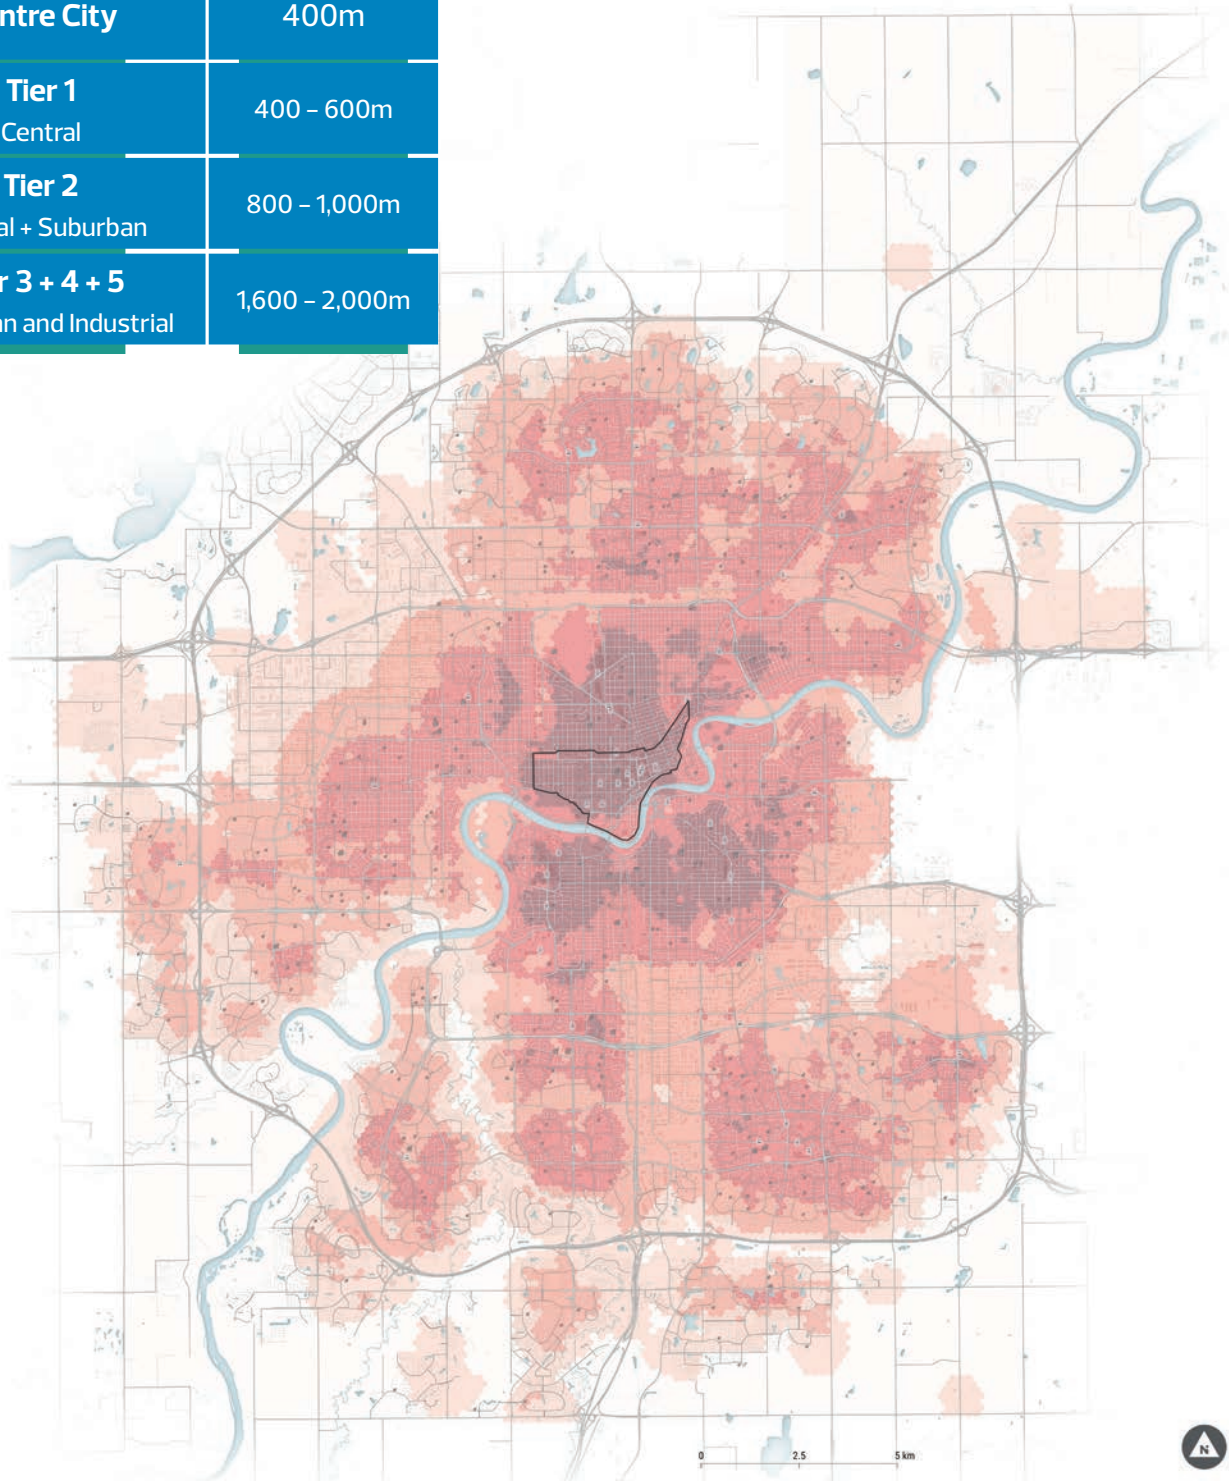 ntre City
400m
Tier 1
Central
400 – 600m
Tier 2
al + Suburban
800 – 1,000m
r 3 + 4 + 5
an and Industrial
1,600 – 2,000m
0 2.5 5 km
N